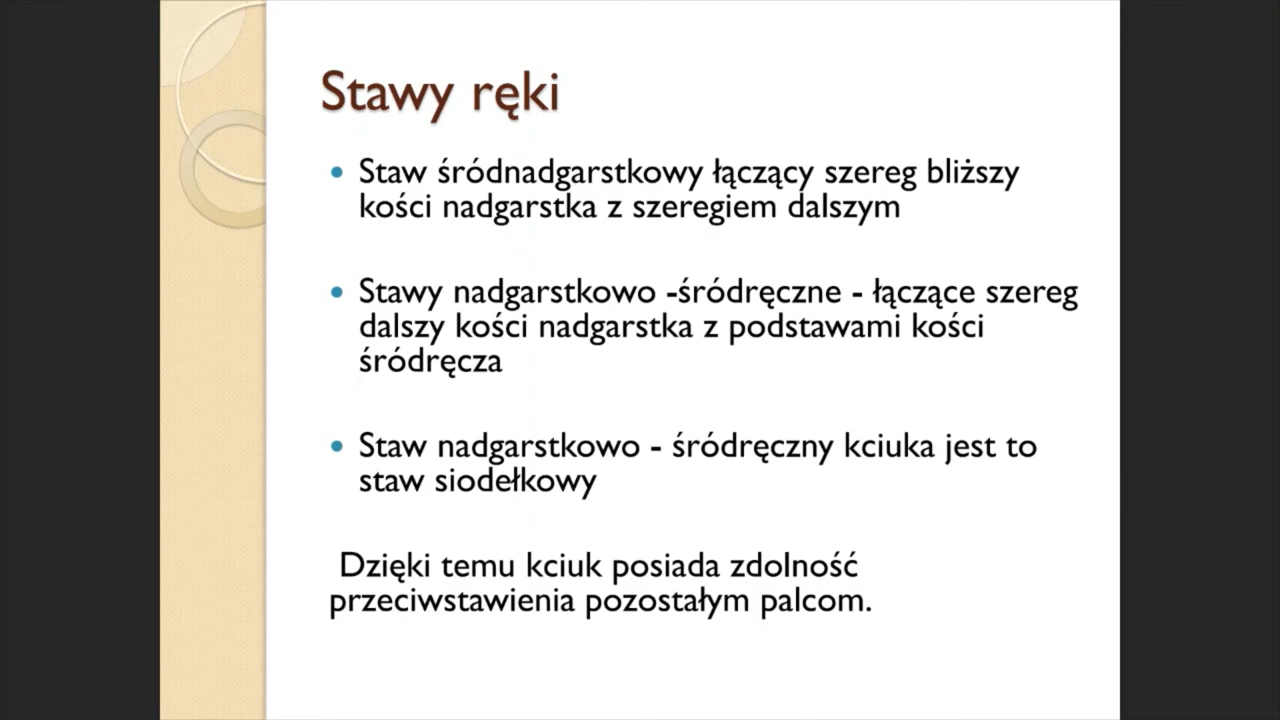 Stawy ręki
• Staw śródnadgarstkowy łączący szereg bliższy
kości nadgarstka z szeregiem dalszym
• Stawy nadgarstkowo -śródręczne - łączące szereg
dalszy kości nadgarstka z podstawami kości
śródręcza
• Staw nadgarstkowo - śródręczny kciuka jest to
staw siodełkowy
Dzięki temu kciuk posiada zdolność
przeciwstawienia pozostałym palcom.